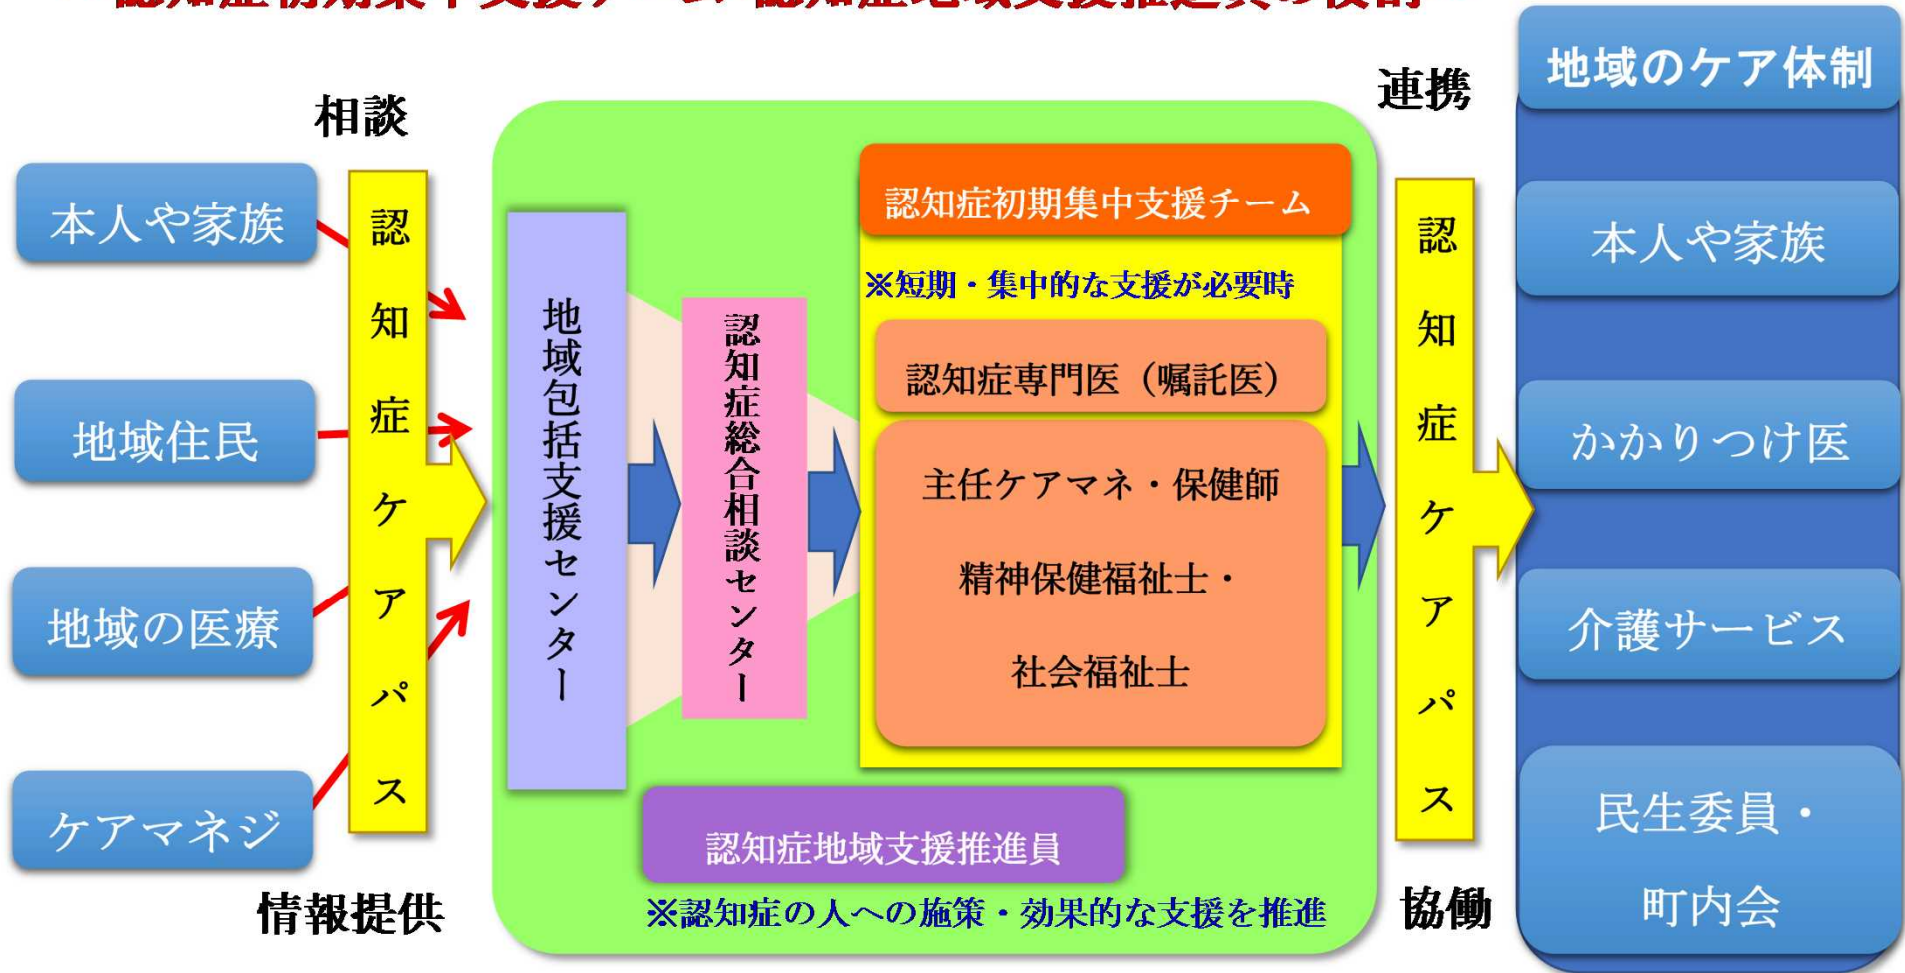 相談
本人や家族
地域住民
地域の医療
ケアマネジ
情報提供
認知症ケアパス
地域包括支援センター
認知症総合相談センター
認知症初期集中支援チーム
※短期・集中的な支援が必要時
認知症専門医（嘱託医）
主任ケアマネ・保健師
精神保健福祉士・
社会福祉士
認知症地域支援推進員
※認知症の人への施策・効果的な支援を推進
連携
認知症ケアパス
協働
地域のケア体制
本人や家族
かかりつけ医
介護サービス
民生委員・
町内会